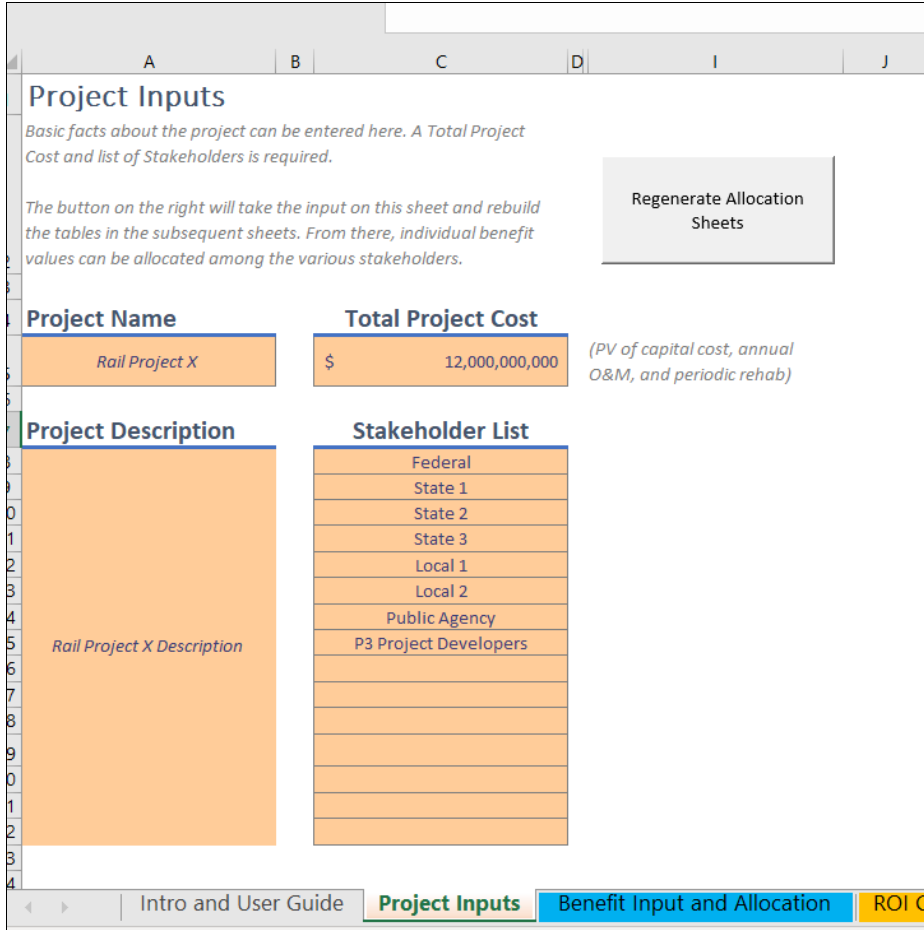 A B C D I J
Project Inputs
Basic facts about the project can be entered here. A Total Project
Cost and list of Stakeholders is required.
The button on the right will take the input on this sheet and rebuild
the tables in the subsequent sheets. From there, individual benefit
values can be allocated among the various stakeholders.
Regenerate Allocation
Sheets
Project Name
Total Project Cost
Rail Project X
$ 12,000,000,000
(PV of capital cost, annual
O&M, and periodic rehab)
Project Description
Stakeholder List
Federal
State 1
State 2
State 3
Local 1
Local 2
Public Agency
Rail Project X Description
P3 Project Developers
Intro and User Guide
Project Inputs
Benefit Input and Allocation
ROI